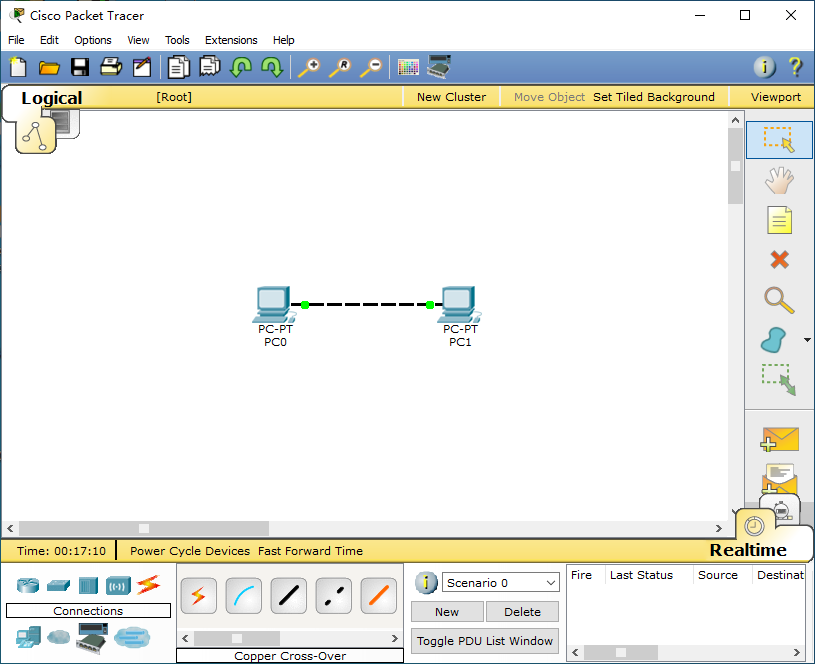 Cisco Packet Tracer
File Edit Options View Tools Extensions Help
R
i ?
Logical [Root] New Cluster Move Object Set Tiled Background Viewport
PC-PT
PC0
PC-PT
PC1
Time: 00:17:10 Power Cycle Devices Fast Forward Time Realtime
Connections
Copper Cross-Over
i Scenario 0
New Delete
Toggle PDU List Window
Fire Last Status Source Destinat